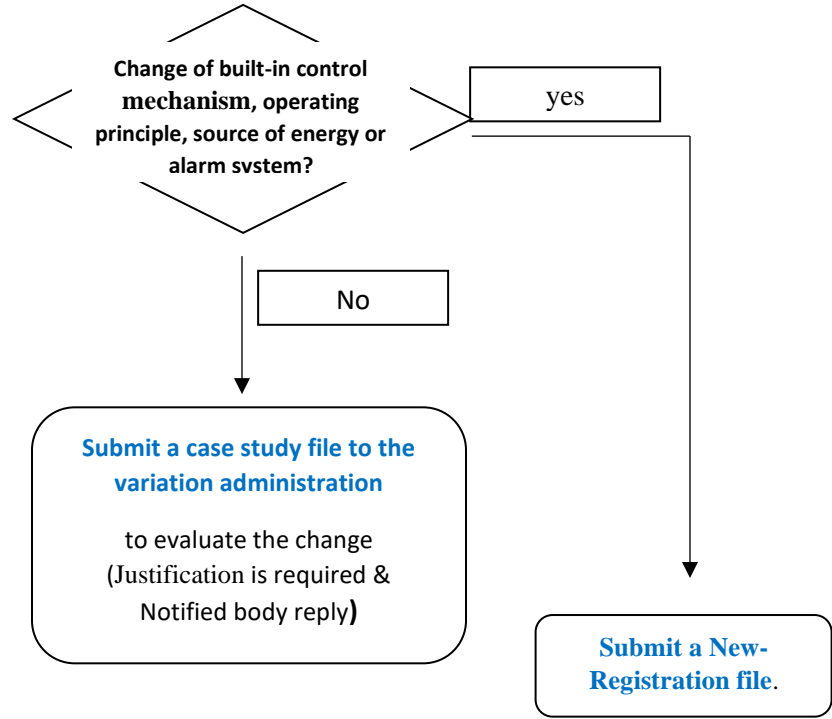 Change of built-in control
mechanism, operating
principle, source of energy or
alarm system?
yes
No
Submit a case study file to the
variation administration
to evaluate the change
(Justification is required &
Notified body reply)
Submit a New-
Registration file.